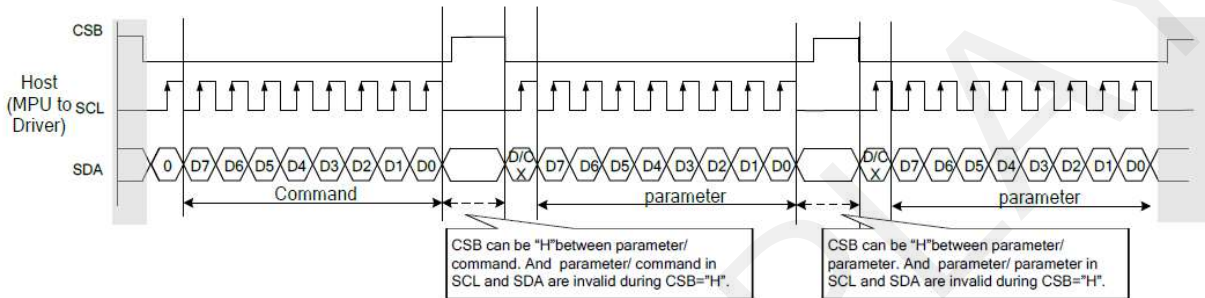 CSB
Host
(MPU to SCL
Driver)
SDA
0 D7 D6 D5 D4 D3 D2 D1 D0 D/C X D7 D6 D5 D4 D3 D2 D1 D0 D/C X D7 D6 D5 D4 D3 D2 D1 D0
Command
parameter
parameter
CSB can be "H"between parameter/
command. And parameter/ command in
SCL and SDA are invalid during CSB="H".
CSB can be "H"between parameter/
parameter. And parameter/ parameter in
SCL and SDA are invalid during CSB="H".